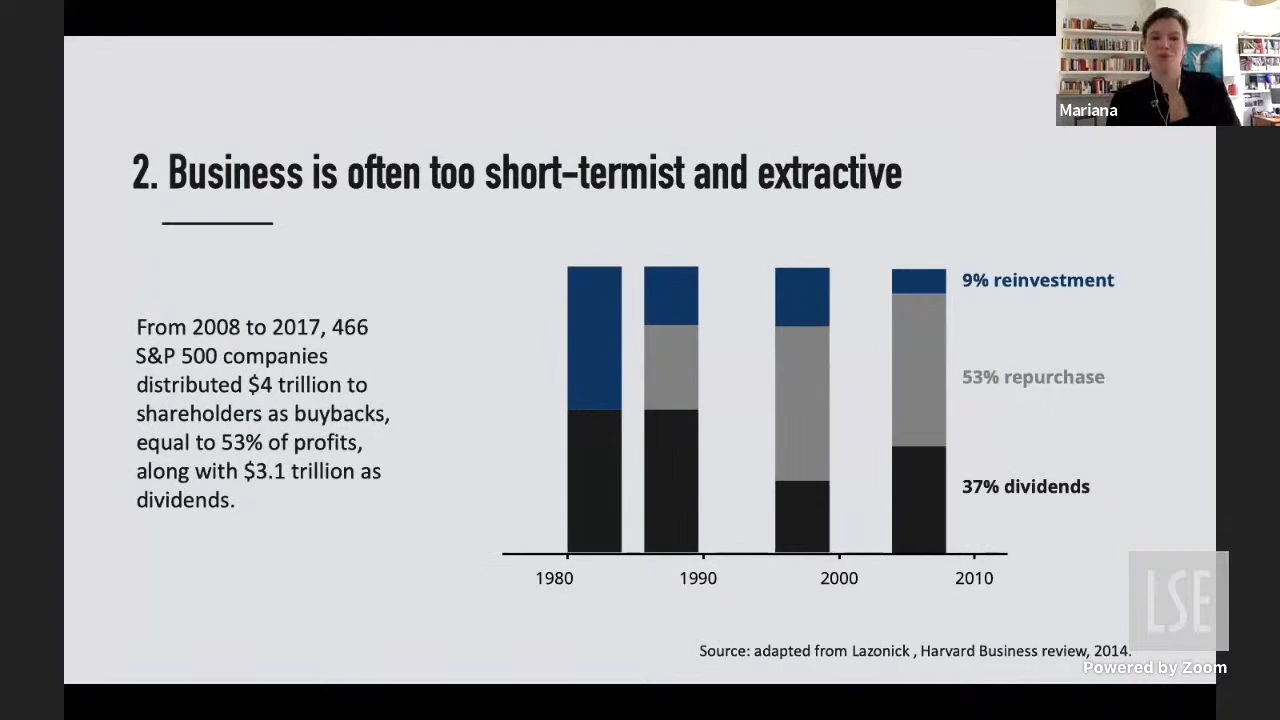 Mariana
2. Business is often too short-termist and extractive
From 2008 to 2017, 466
S&P 500 companies
distributed $4 trillion to
shareholders as buybacks,
equal to 53% of profits,
along with $3.1 trillion as
dividends.
9% reinvestment
53% repurchase
37% dividends
1980 1990 2000 2010
LSE
Source: adapted from Lazonick , Harvard Business review, 2014.
Powered by Zoom